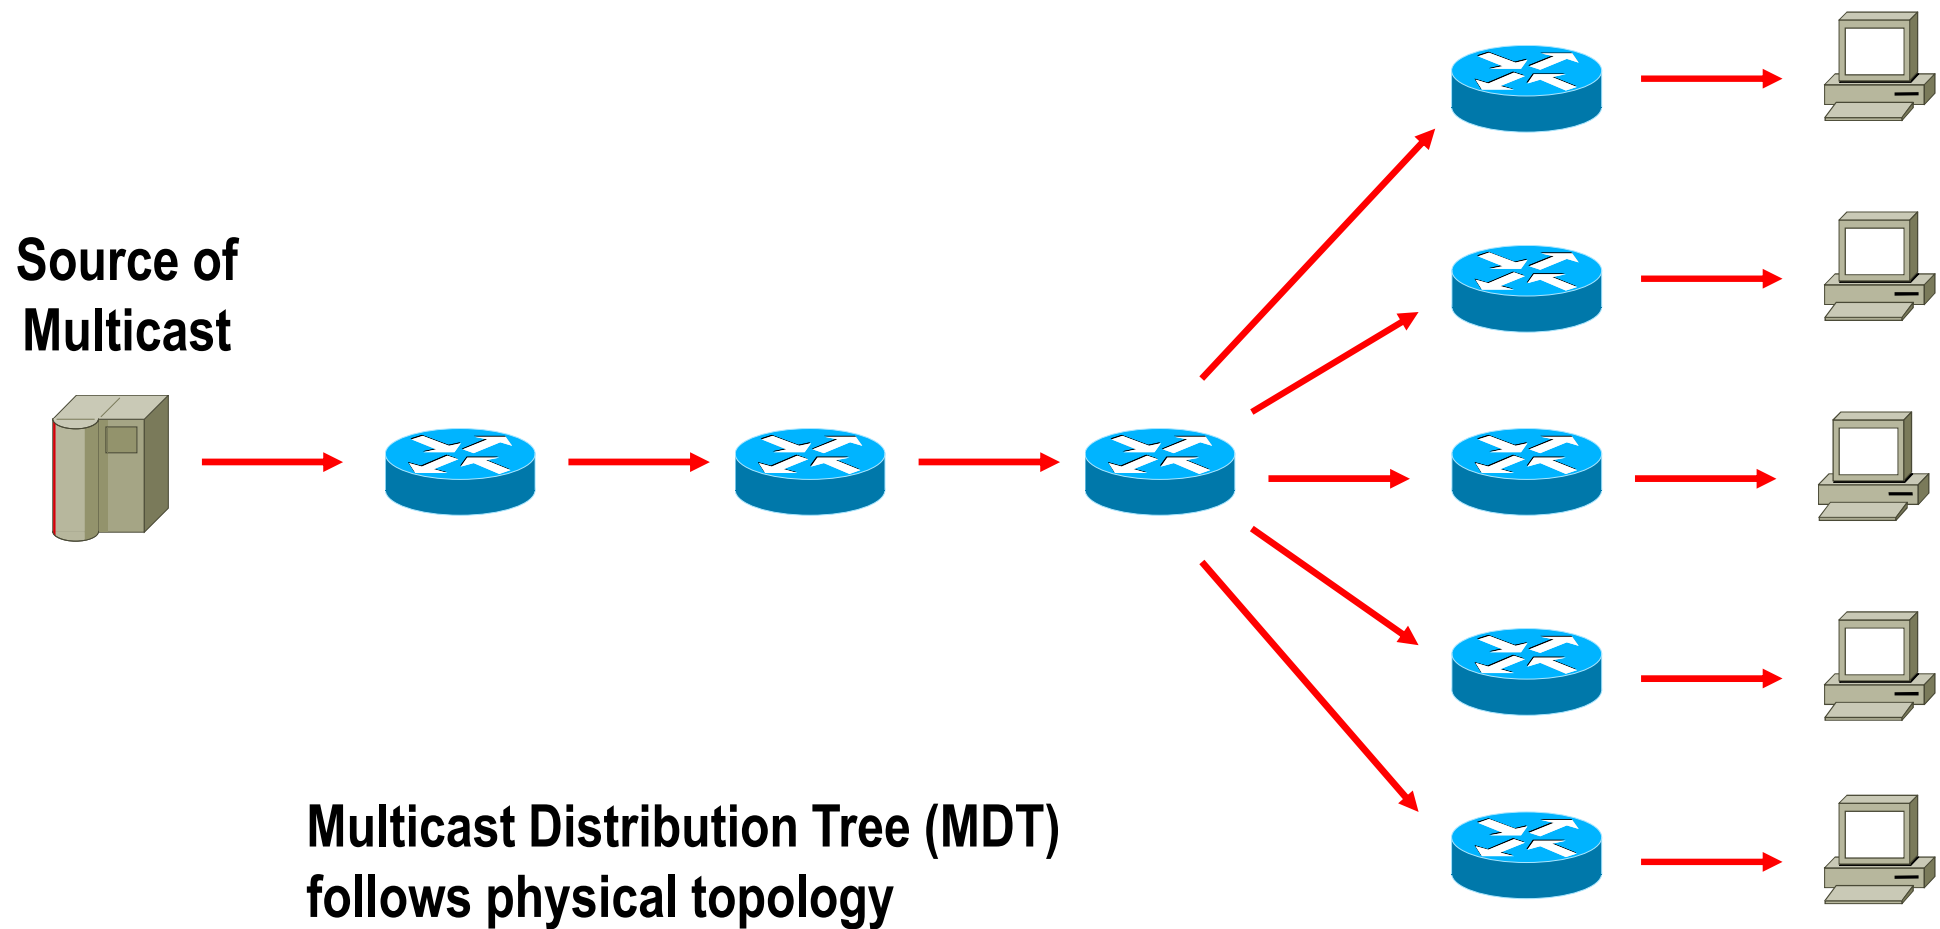 Source of
Multicast
Multicast Distribution Tree (MDT)
follows physical topology